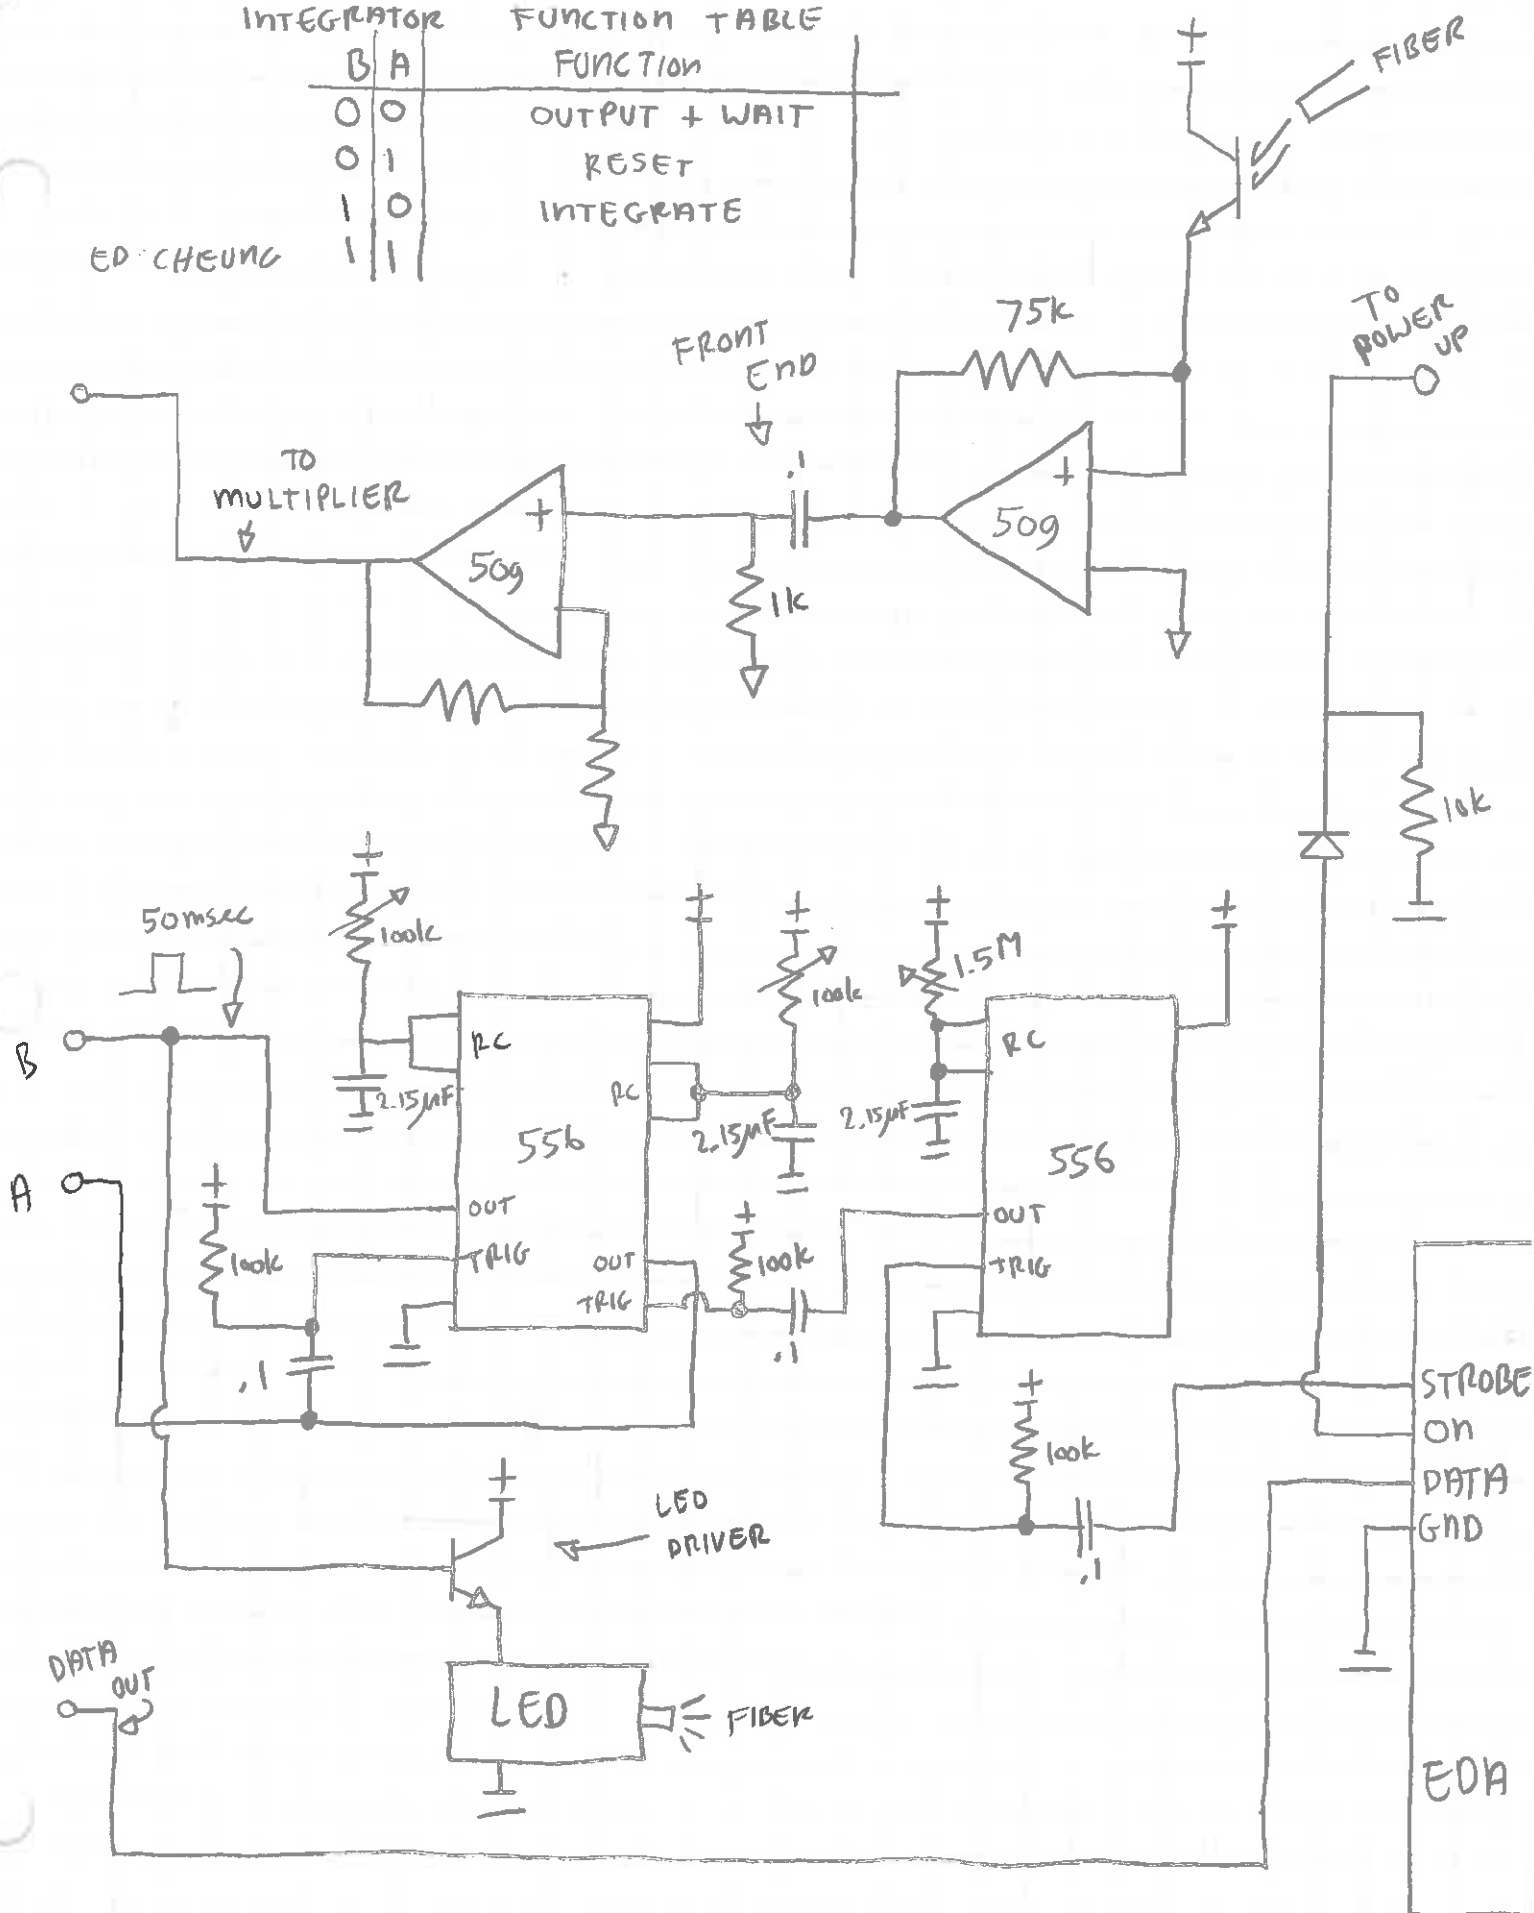 INTEGRATOR FUNCTION TABLE
B A FUNCTION
0 0 OUTPUT + WAIT
0 1 RESET
1 0 INTEGRATE
1 1
ED CHEUNG
+
FIBER
75k
TO
POWER
UP
FRONT
END
.1
+
509
TO
MULTIPLIER
+
509
1k
10k
+
100k
50msec
+
+
100k
+
1.5M
+
B
RC
2.15µF
RC
2.15µF
556
RC
2.15µF
556
A
+
100k
OUT
TRIG
OUT
TRIG
+
100k
.1
OUT
TRIG
.1
+
100k
.1
STROBE
ON
DATA
GND
EDA
+
LED
DRIVER
LED
FIBER
DATA
OUT